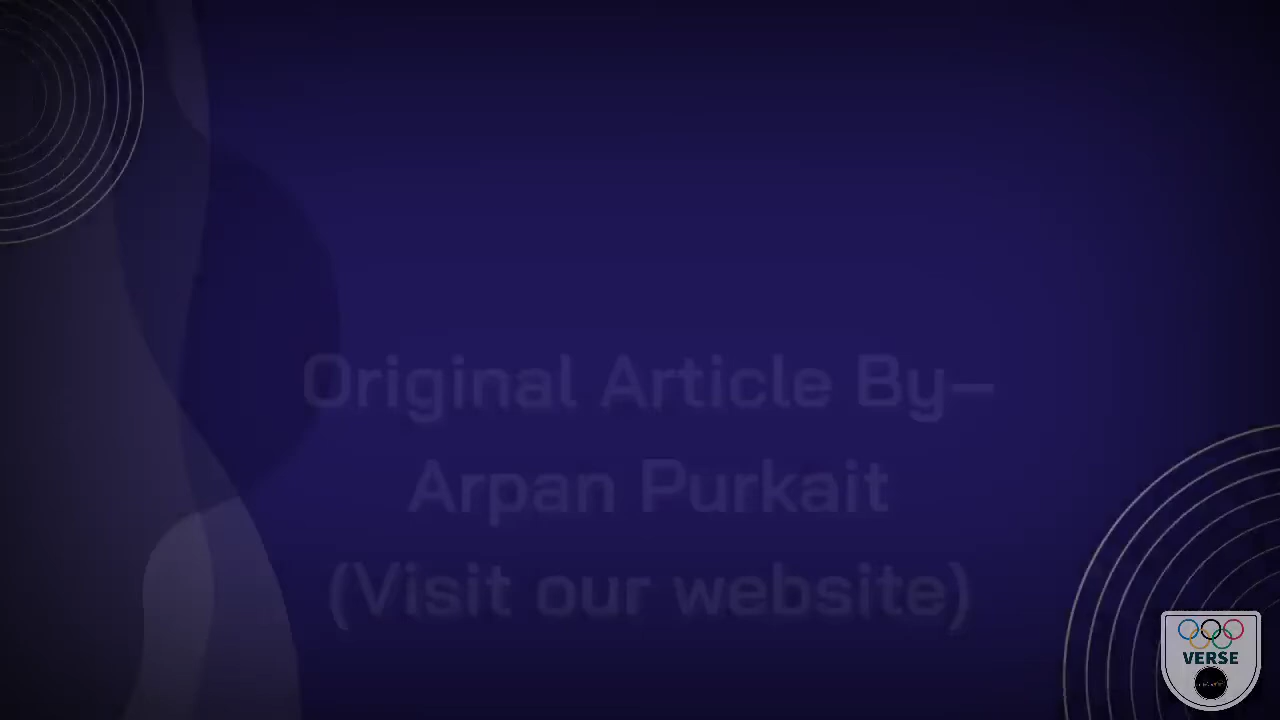 Original Article By—
Arpan Purkait
(Visit our website)
VERSE